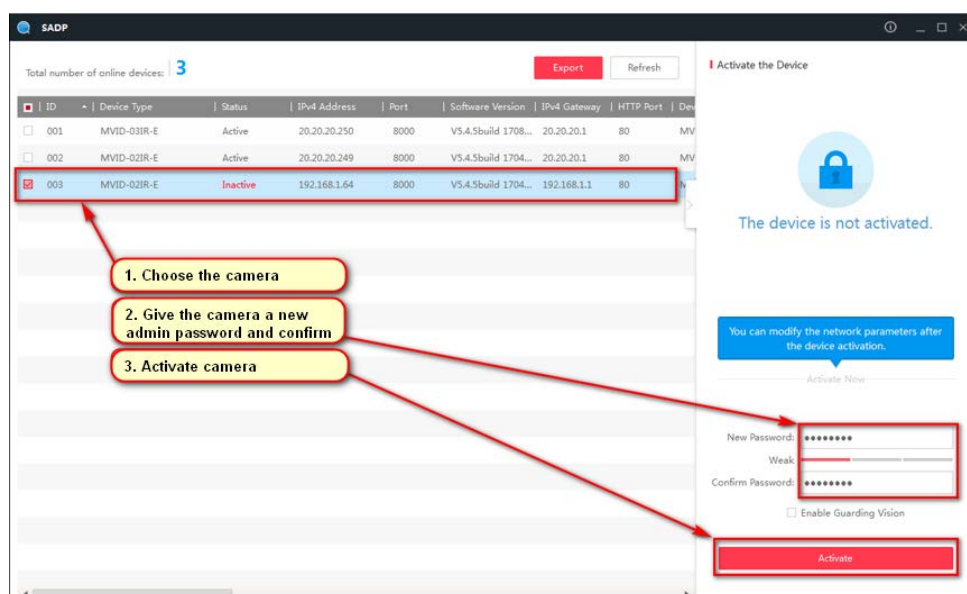 SADP
Total number of online devices: 3
Export
Refresh
ID | Device Type | Status | IPv4 Address | Port | Software Version | IPv4 Gateway | HTTP Port | Dev
001 MVID-03IR-E Active 20.20.20.250 8000 V5.4.5build 1708... 20.20.20.1 80 MV
002 MVID-02IR-E Active 20.20.20.249 8000 V5.4.5build 1704... 20.20.20.1 80 MV
003 MVID-02IR-E Inactive 192.168.1.64 8000 V5.4.5build 1704... 192.168.1.1 80
1. Choose the camera
2. Give the camera a new
admin password and confirm
3. Activate camera
Activate the Device
The device is not activated.
You can modify the network parameters after
the device activation.
Activate Now
New Password: ••••••••
Weak
Confirm Password: ••••••••
Enable Guarding Vision
Activate